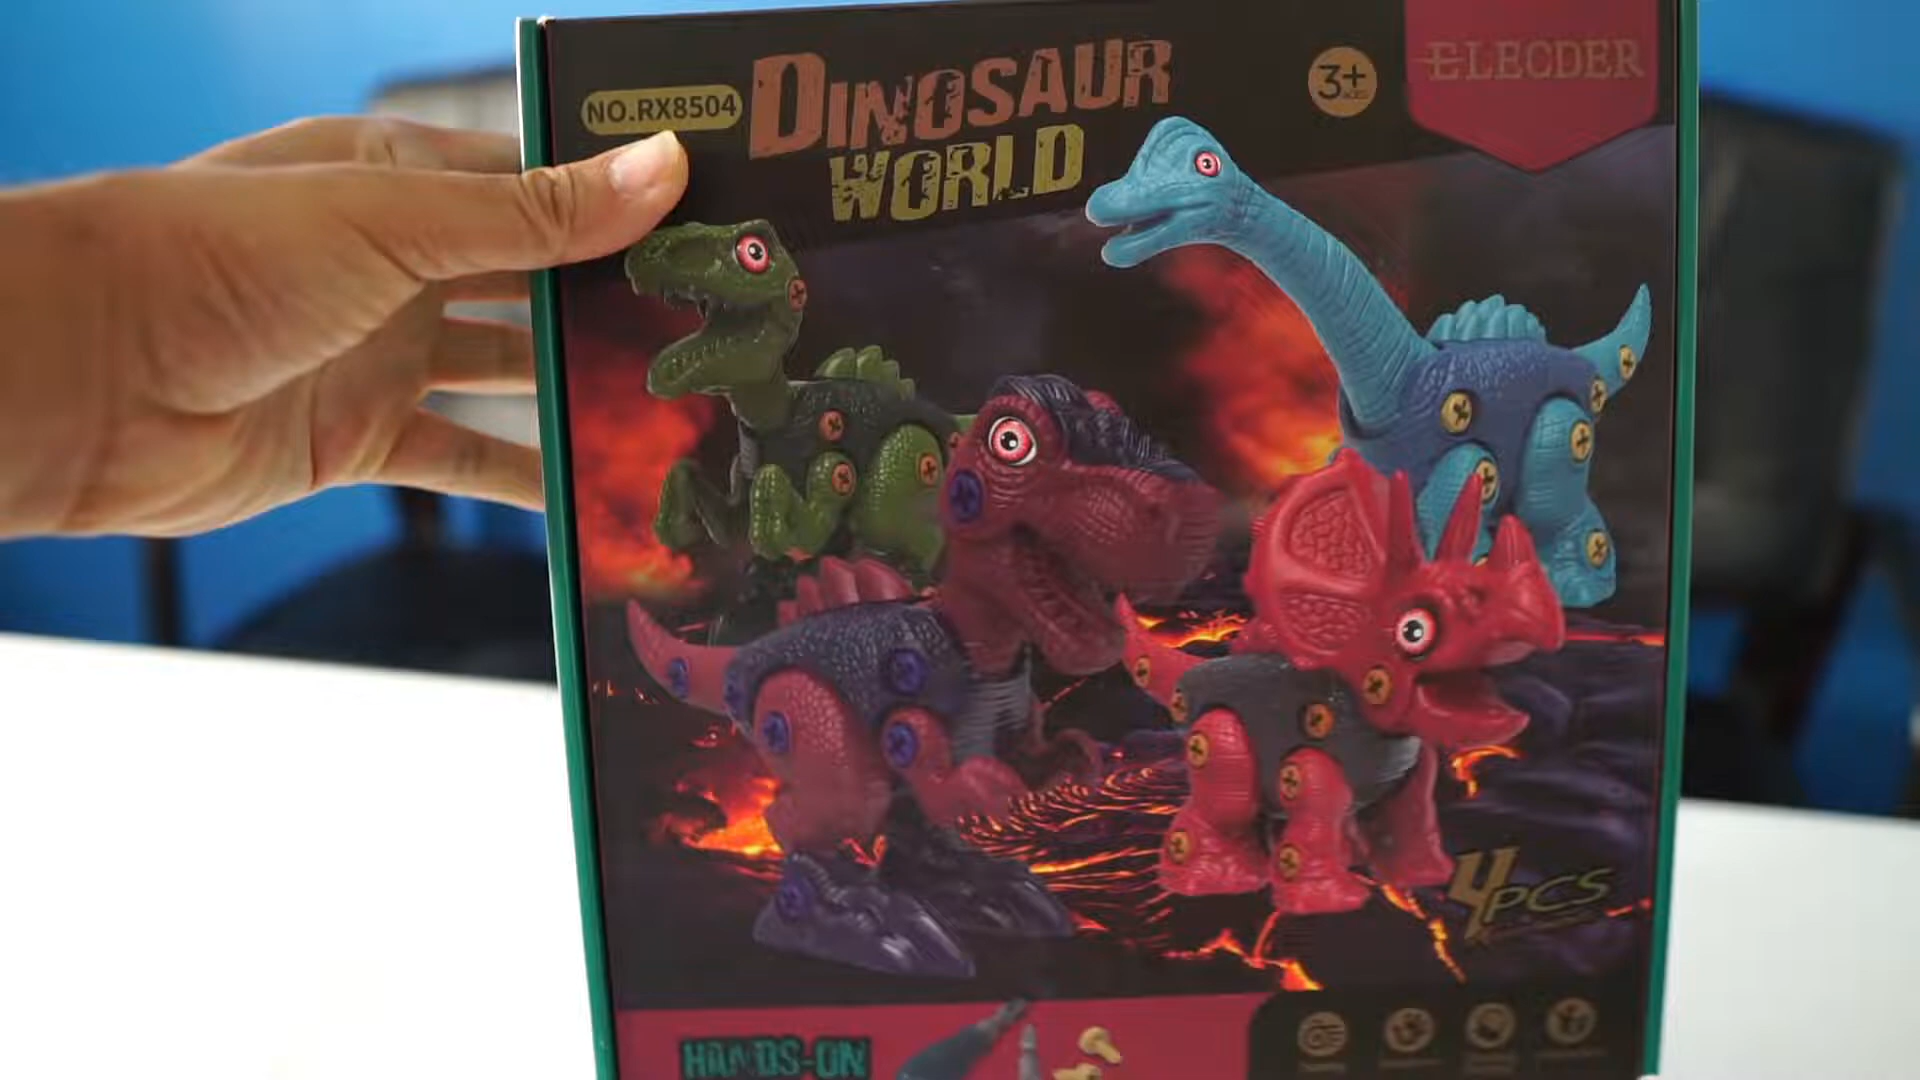 NO.RX8504
DINOSAUR
WORLD
3+
ELECDER
4PCS
HANDS-ON